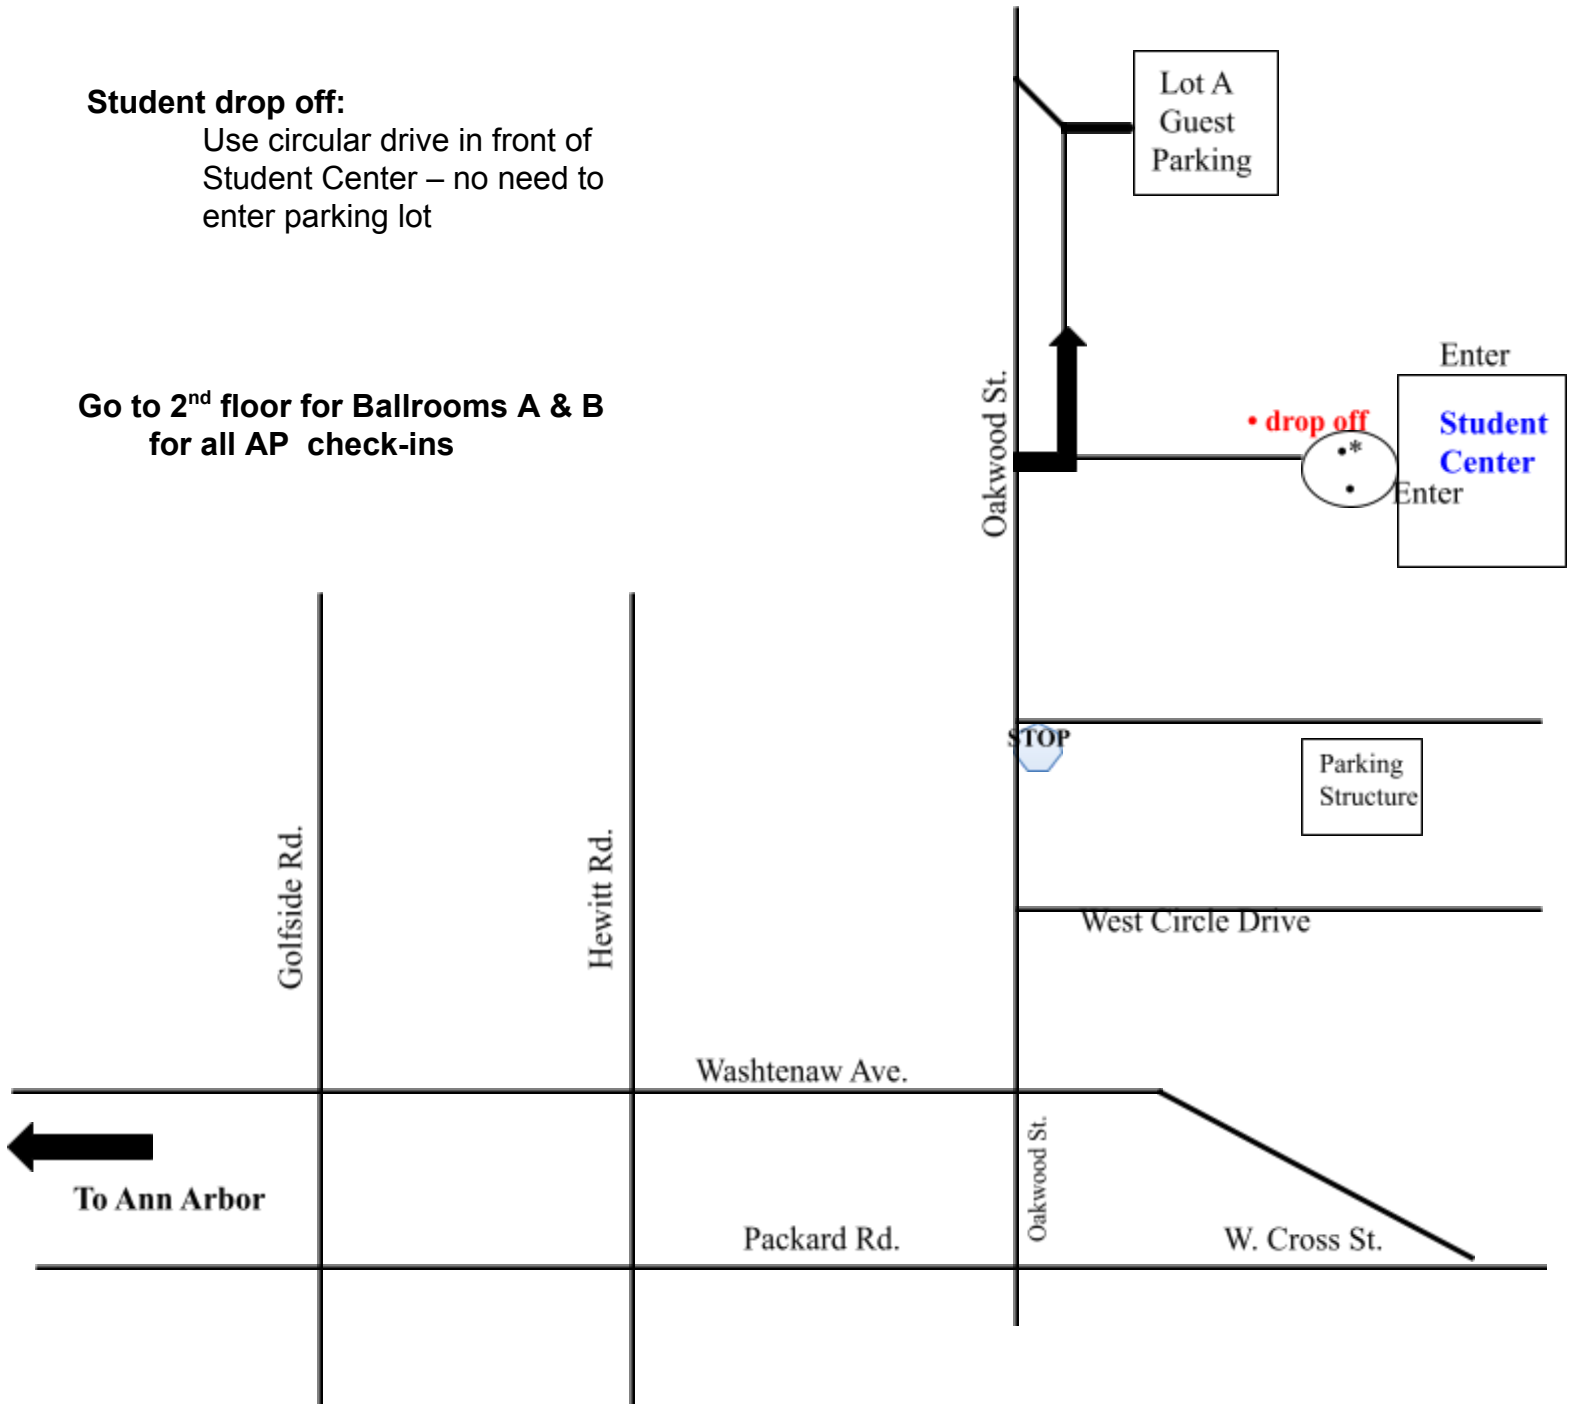 Student drop off:
Use circular drive in front of
Student Center – no need to
enter parking lot
Go to 2nd floor for Ballrooms A & B
for all AP check-ins
Lot A
Guest
Parking
Enter
• drop off
*
Student
Center
Enter
Oakwood St.
STOP
Parking
Structure
Golfside Rd.
Hewitt Rd.
West Circle Drive
Washtenaw Ave.
Oakwood St.
To Ann Arbor
Packard Rd.
W. Cross St.